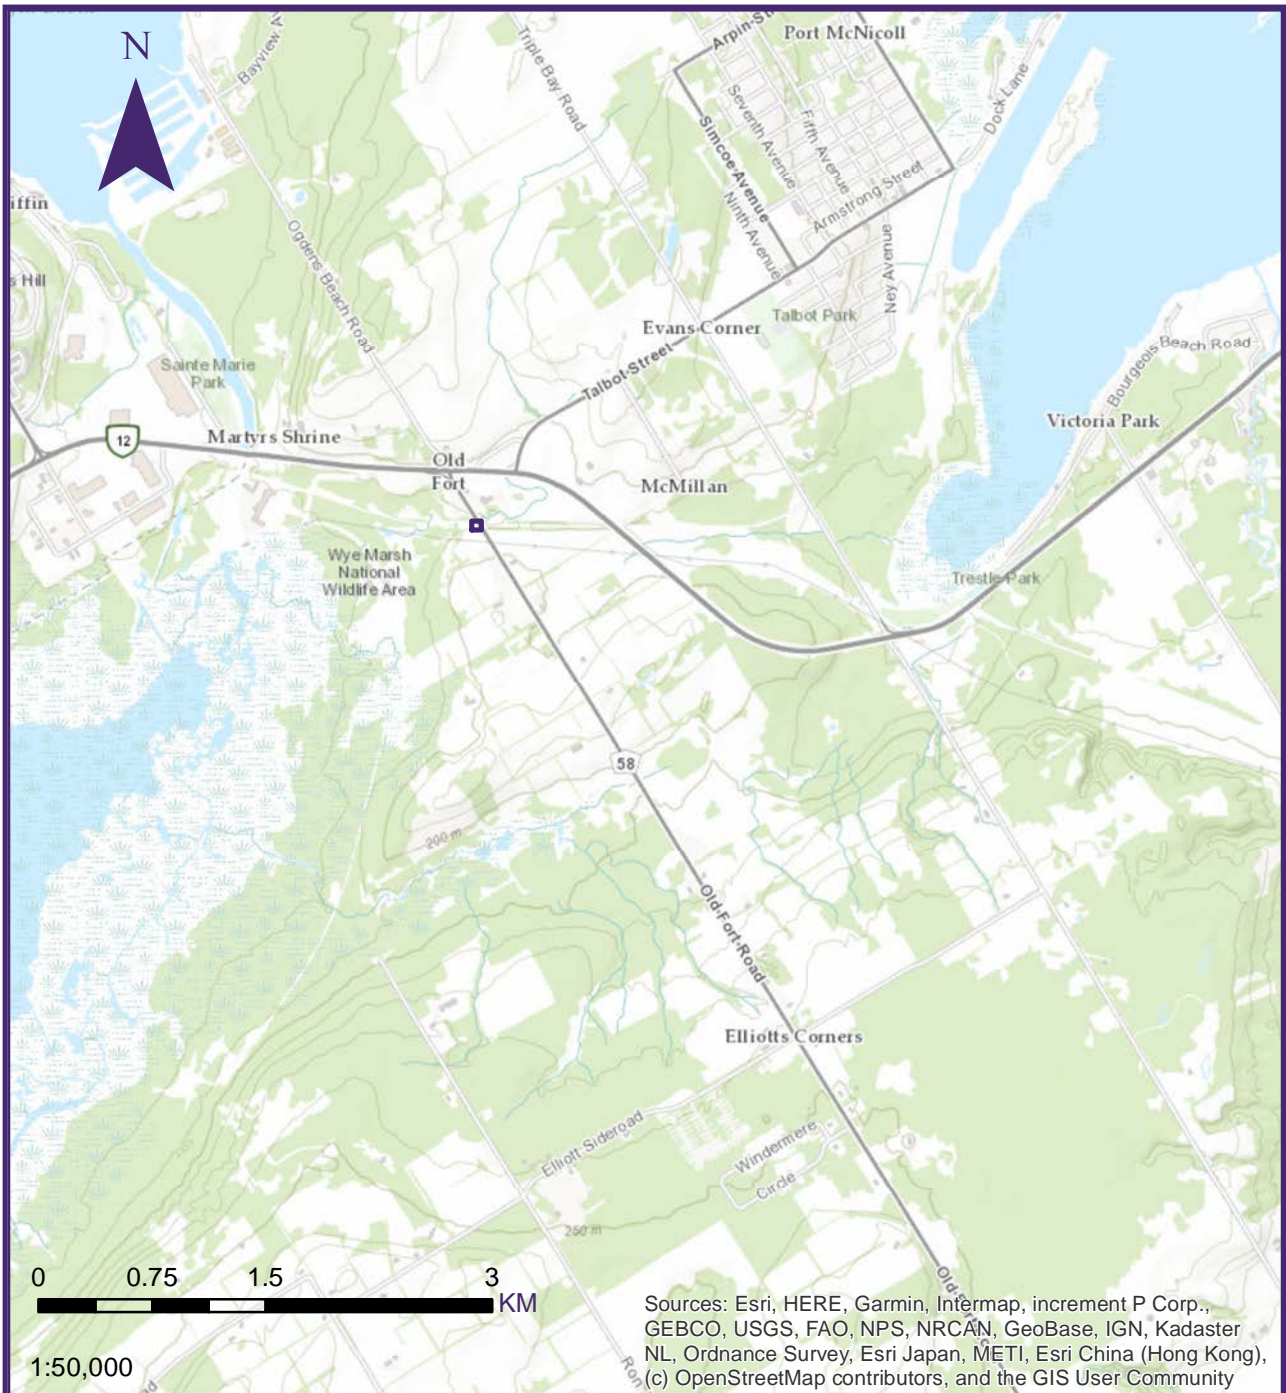 N
Bayview A
Triple Bay Road
Arpin-St
Port McNicoll
Dock Lane
Seventh Avenue
Fifth Avenue
Simcoe-Avenue
Ninth Avenue
Armstrong Street
Ney Avenue
iffin
s Hill
Ogdens Beach Road
Evans Corner
Talbot Park
Talbot-Street
Bourgeois Beach Road
Sainte Marie
Park
Victoria Park
12
Martyrs Shrine
Old
Fort
McMillan
Wye Marsh
National
Wildlife Area
Trestle Park
58
200 m
Old-Fort-Road
Elliotts Corners
Elliott Sideroad
Windermere
Circle
250 m
0 0.75 1.5 3
KM
1:50,000
Ron
Sources: Esri, HERE, Garmin, Intermap, increment P Corp.,
GEBCO, USGS, FAO, NPS, NRCAN, GeoBase, IGN, Kadaster
NL, Ordnance Survey, Esri Japan, METI, Esri China (Hong Kong),
(c) OpenStreetMap contributors, and the GIS User Community